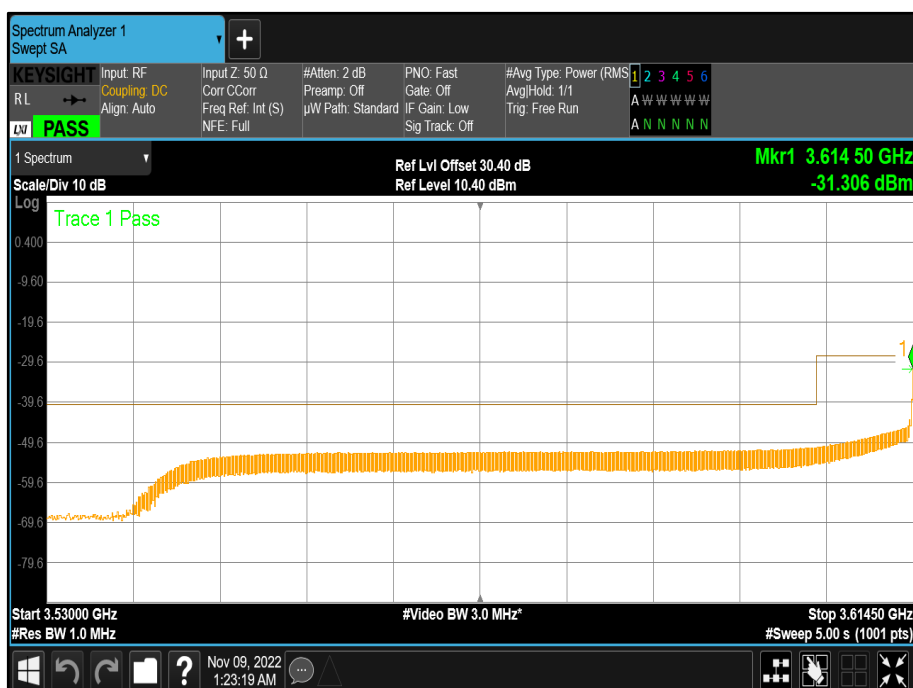 Spectrum Analyzer 1
Swept SA
+
KEYSIGHT
RL
LXI PASS
Input: RF
Coupling: DC
Align: Auto
Input Z: 50 Ω
Corr CCorr
Freq Ref: Int (S)
NFE: Full
#Atten: 2 dB
Preamp: Off
µW Path: Standard
PNO: Fast
Gate: Off
IF Gain: Low
Sig Track: Off
#Avg Type: Power (RMS
Avg|Hold: 1/1
Trig: Free Run
1 2 3 4 5 6
A W W W W W
A N N N N N
1 Spectrum
Scale/Div 10 dB
Ref Lvl Offset 30.40 dB
Ref Level 10.40 dBm
Mkr1 3.614 50 GHz
-31.306 dBm
Log
Trace 1 Pass
0.400
-9.60
-19.6
-29.6
-39.6
-49.6
-59.6
-69.6
-79.6
1
Start 3.53000 GHz
#Res BW 1.0 MHz
#Video BW 3.0 MHz*
Stop 3.61450 GHz
#Sweep 5.00 s (1001 pts)
?
Nov 09, 2022
1:23:19 AM